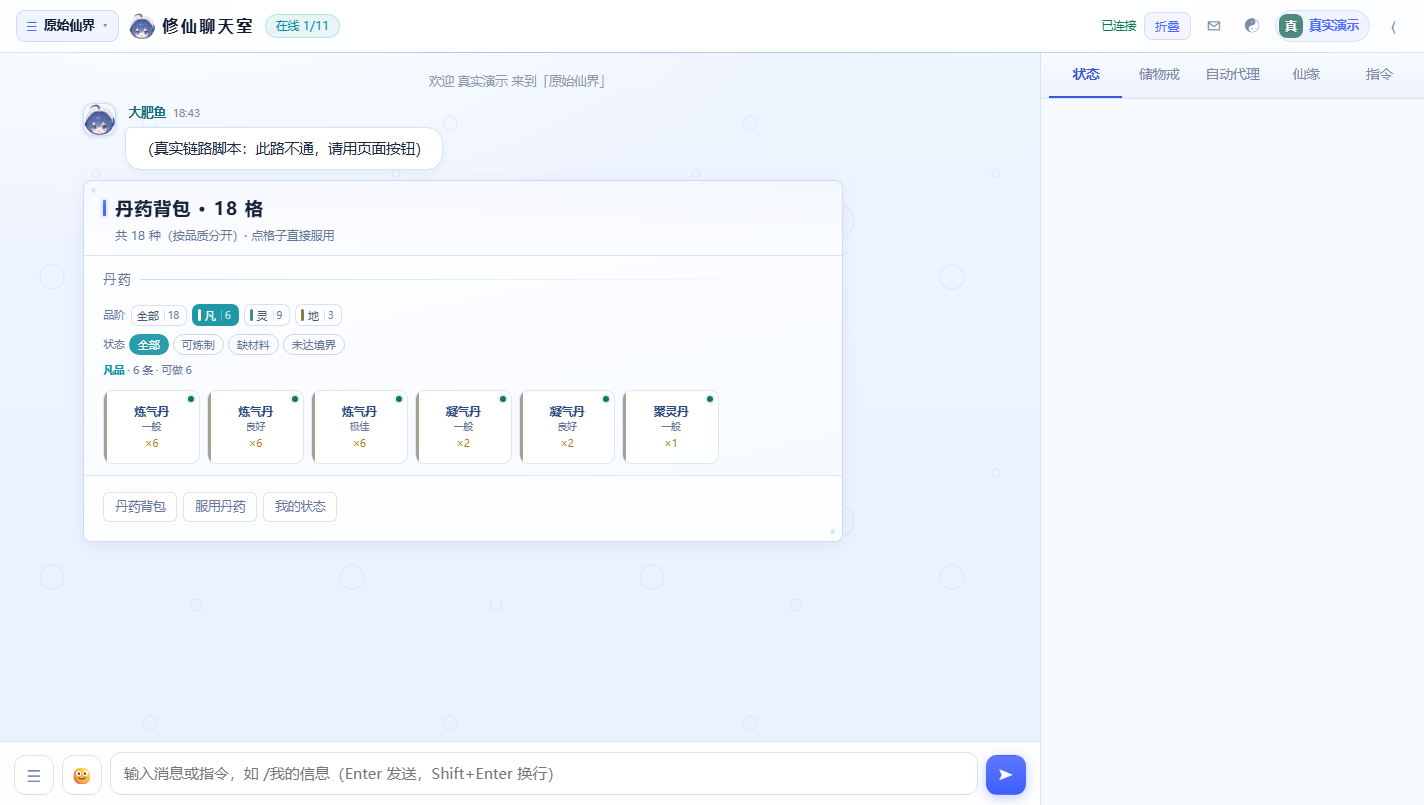 ☰ 原始仙界 修仙聊天室 在线 1/11 已连接 折叠 真 真实演示
状态 储物戒 自动代理 仙缘 指令
欢迎 真实演示 来到「原始仙界」
大肥鱼 18:43
(真实链路脚本：此路不通，请用页面按钮)
丹药背包 · 18 格
共 18 种（按品质分开）· 点格子直接服用
丹药
品阶 全部 18 凡 6 灵 9 地 3
状态 全部 可炼制 缺材料 未达境界
凡品 · 6 条 · 可做 6
炼气丹 炼气丹 炼气丹 凝气丹 凝气丹 聚灵丹
一般 良好 极佳 一般 良好 一般
×6 ×6 ×6 ×2 ×2 ×1
丹药背包 服用丹药 我的状态
输入消息或指令，如 /我的信息（Enter 发送，Shift+Enter 换行）